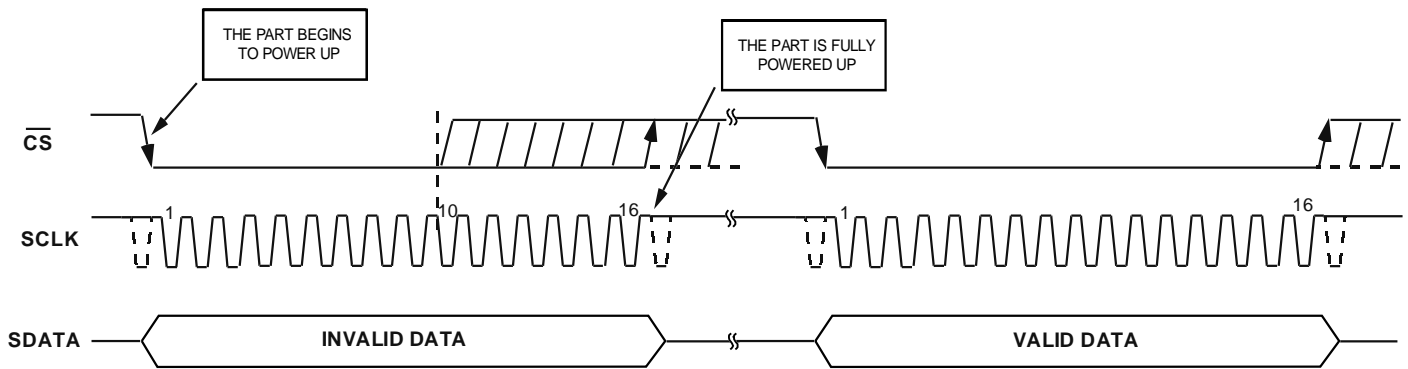 THE PART BEGINS
TO POWER UP
THE PART IS FULLY
POWERED UP
CS
1
10
16
1
16
SCLK
SDATA
INVALID DATA
VALID DATA